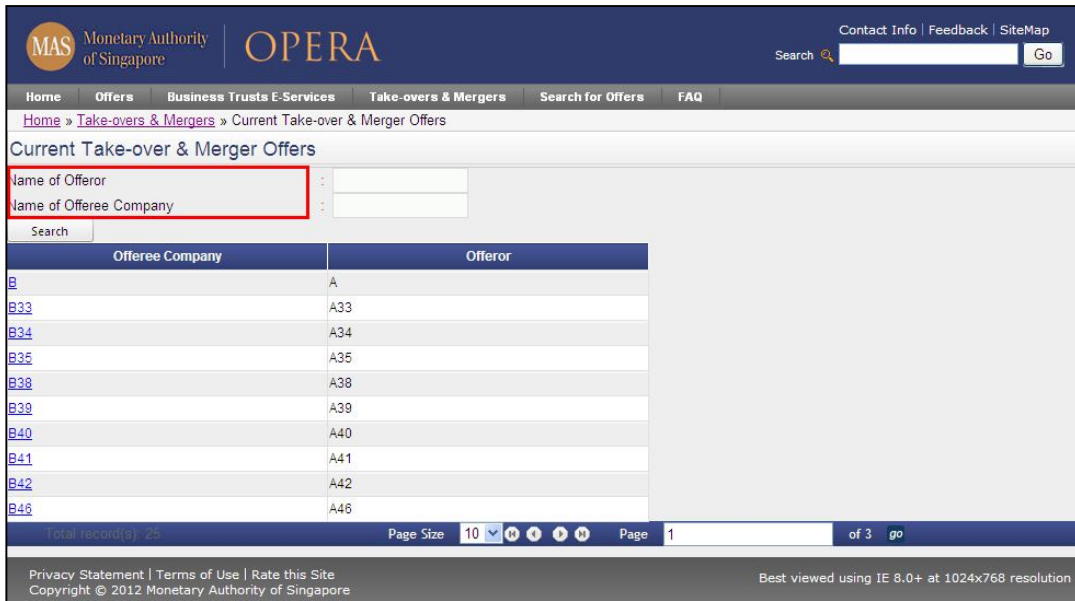 MAS Monetary Authority of Singapore OPERA
Contact Info | Feedback | SiteMap
Search Go
Home Offers Business Trusts E-Services Take-overs & Mergers Search for Offers FAQ
Home » Take-overs & Mergers » Current Take-over & Merger Offers
Current Take-over & Merger Offers
Name of Offeror :
Name of Offeree Company :
Search
Offeree Company Offeror
B A
B33 A33
B34 A34
B35 A35
B38 A38
B39 A39
B40 A40
B41 A41
B42 A42
B46 A46
Total record(s): 25 Page Size 10 Page 1 of 3 go
Privacy Statement | Terms of Use | Rate this Site
Copyright © 2012 Monetary Authority of Singapore
Best viewed using IE 8.0+ at 1024x768 resolution